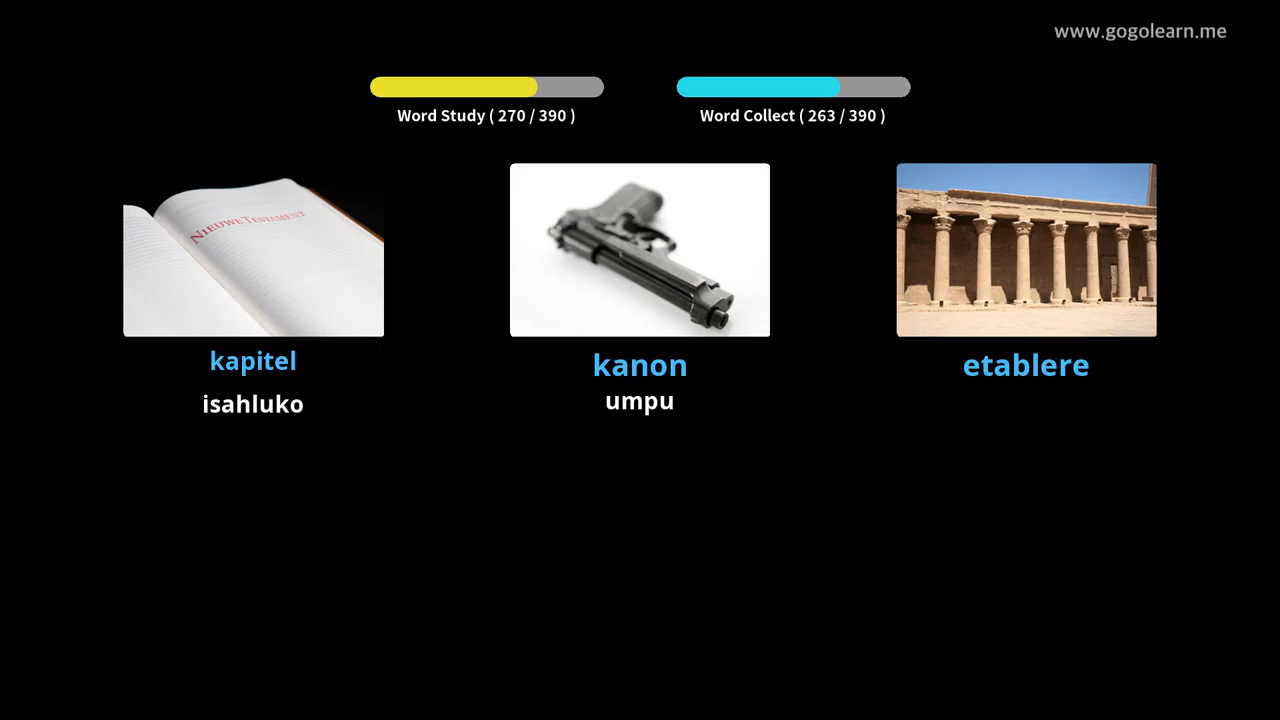 www.gogolearn.me
Word Study ( 270 / 390 )
Word Collect ( 263 / 390 )
NIEUWE TESTAMENT
kapitel
isahluko
kanon
umpu
etablere